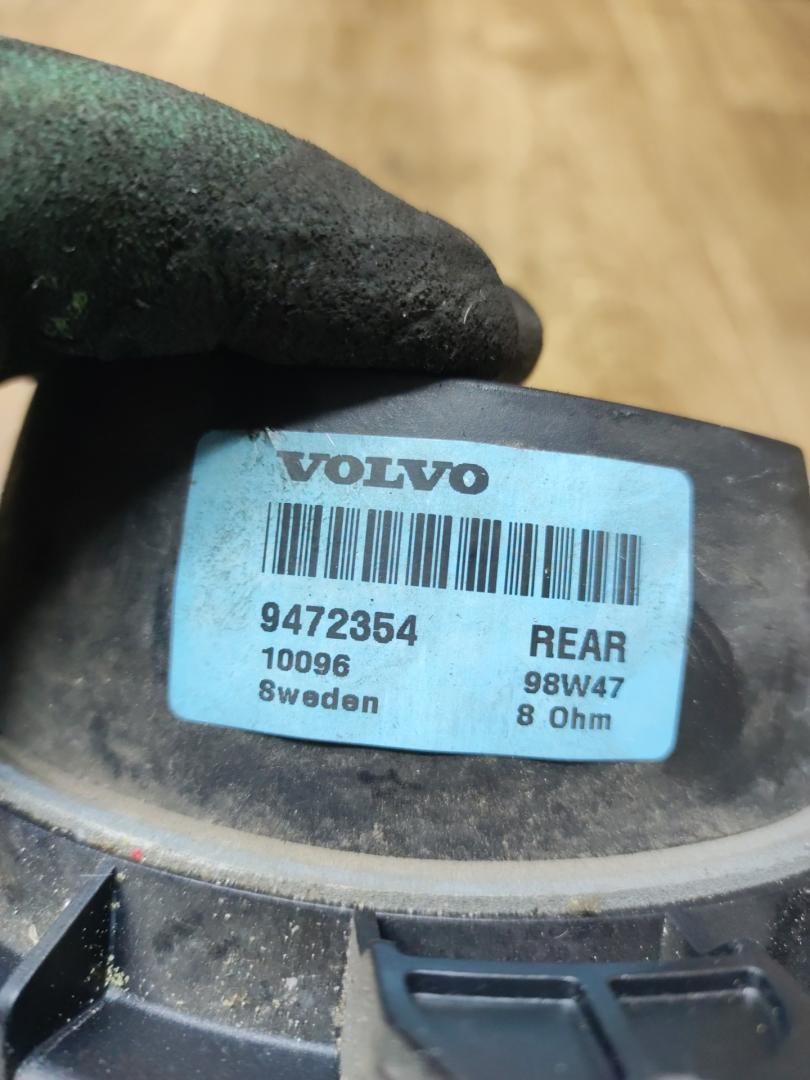 VOLVO
9472354 REAR
10096 98W47
Sweden 8 Ohm